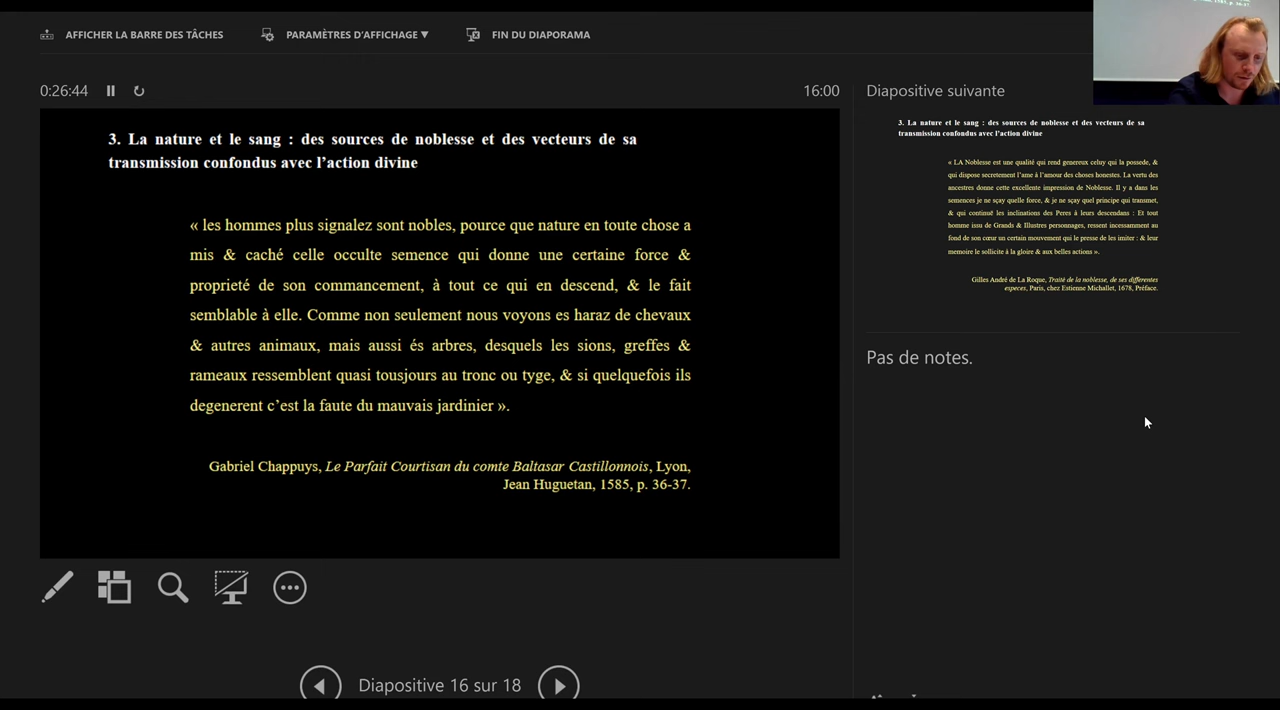 AFFICHER LA BARRE DES TÂCHES
PARAMÈTRES D'AFFICHAGE ▼
FIN DU DIAPORAMA
0:26:44
16:00
3. La nature et le sang : des sources de noblesse et des vecteurs de sa
transmission confondus avec l'action divine
« les hommes plus signalez sont nobles, pource que nature en toute chose a
mis & caché celle occulte semence qui donne une certaine force &
proprieté de son commancement, à tout ce qui en descend, & le fait
semblable à elle. Comme non seulement nous voyons es haraz de chevaux
& autres animaux, mais aussi és arbres, desquels les sions, greffes &
rameaux ressemblent quasi tousjours au tronc ou tyge, & si quelquefois ils
degenerent c'est la faute du mauvais jardinier ».
Gabriel Chappuys, Le Parfait Courtisan du comte Baltasar Castillonnois, Lyon,
Jean Huguetan, 1585, p. 36-37.
Diapositive 16 sur 18
Diapositive suivante
3. La nature et le sang : des sources de noblesse et des vecteurs de sa
transmission confondus avec l'action divine
« LA Noblesse est une qualité qui rend genereux celuy qui la possede, &
qui dispose secretement l'ame à l'amour des choses honestes. La vertu des
ancestres donne cette excellente impression de Noblesse. Il y a dans les
semences je ne sçay quelle force, & je ne sçay quel principe qui transmet,
& qui continuë les inclinations des Peres à leurs descendans : Et tout
homme issu de Grands & Illustres personnages, ressent incessamment au
fond de son cœur un certain mouvement qui le presse de les imiter : & leur
memoire le sollicite à la gloire & aux belles actions ».
Gilles André de La Roque, Traité de la noblesse, de ses differentes
especes, Paris, chez Estienne Michallet, 1678, Préface.
Pas de notes.
1585, p. 36-37.